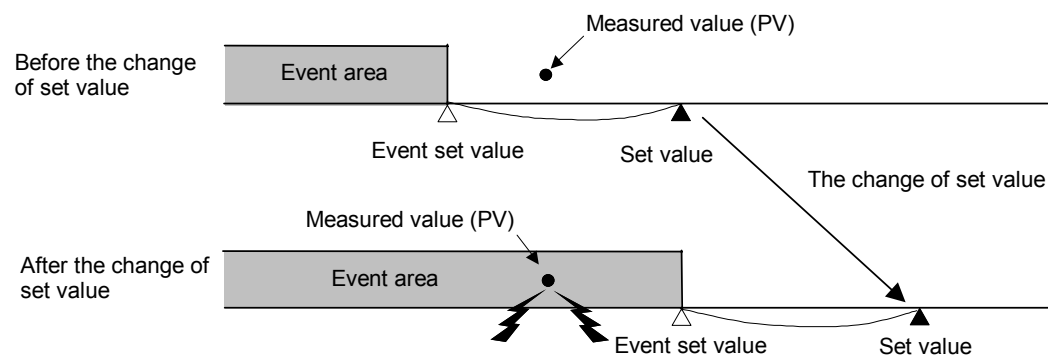 Measured value (PV)
Before the change
of set value
Event area
Event set value
Set value
The change of set value
Measured value (PV)
After the change of
set value
Event area
Event set value
Set value